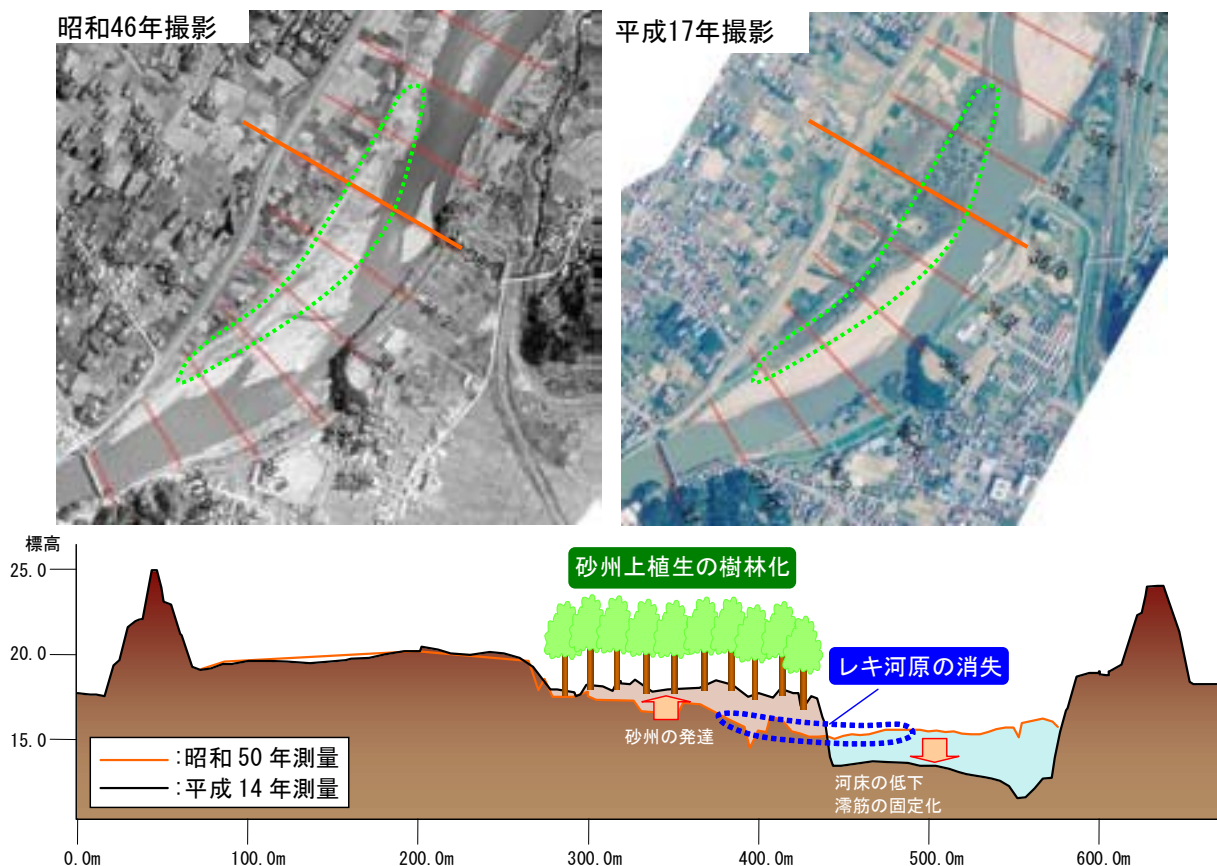 昭和46年撮影
平成17年撮影
標高
25.0
20.0
15.0
砂州上植生の樹林化
レキ河原の消失
砂州の発達
河床の低下
澪筋の固定化
：昭和 50 年測量
：平成 14 年測量
0.0m
100.0m
200.0m
300.0m
400.0m
500.0m
600.0m